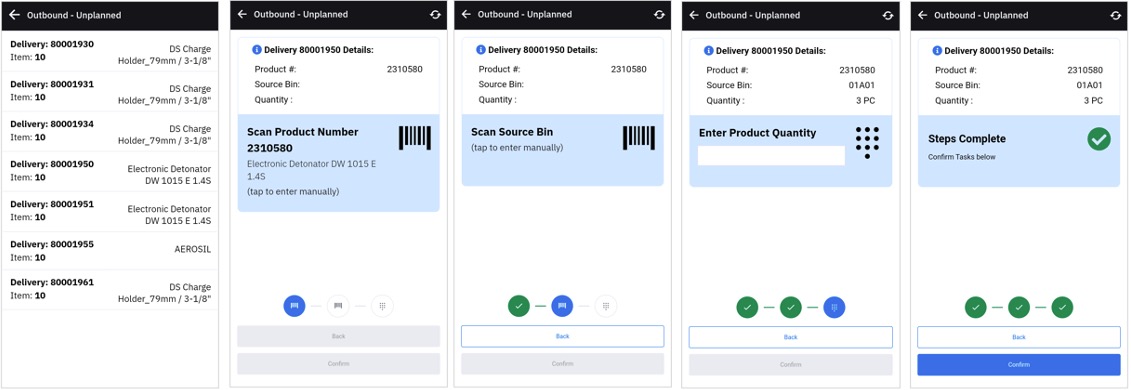 Outbound - Unplanned
Delivery: 80001930
Item: 10
DS Charge
Holder_79mm / 3-1/8"
Delivery: 80001931
Item: 10
DS Charge
Holder_79mm / 3-1/8"
Delivery: 80001934
Item: 10
DS Charge
Holder_79mm / 3-1/8"
Delivery: 80001950
Item: 10
Electronic Detonator
DW 1015 E 1.4S
Delivery: 80001951
Item: 10
Electronic Detonator
DW 1015 E 1.4S
Delivery: 80001955
Item: 10
AEROSIL
Delivery: 80001961
Item: 10
DS Charge
Holder_79mm / 3-1/8"
Outbound - Unplanned
Delivery 80001950 Details:
Product #: 2310580
Source Bin:
Quantity :
Scan Product Number
2310580
Electronic Detonator DW 1015 E
1.4S
(tap to enter manually)
Back
Confirm
Outbound - Unplanned
Delivery 80001950 Details:
Product #: 2310580
Source Bin:
Quantity :
Scan Source Bin
(tap to enter manually)
Back
Confirm
Outbound - Unplanned
Delivery 80001950 Details:
Product #: 2310580
Source Bin: 01A01
Quantity : 3 PC
Enter Product Quantity
Back
Confirm
Outbound - Unplanned
Delivery 80001950 Details:
Product #: 2310580
Source Bin: 01A01
Quantity : 3 PC
Steps Complete
Confirm Tasks below
Back
Confirm